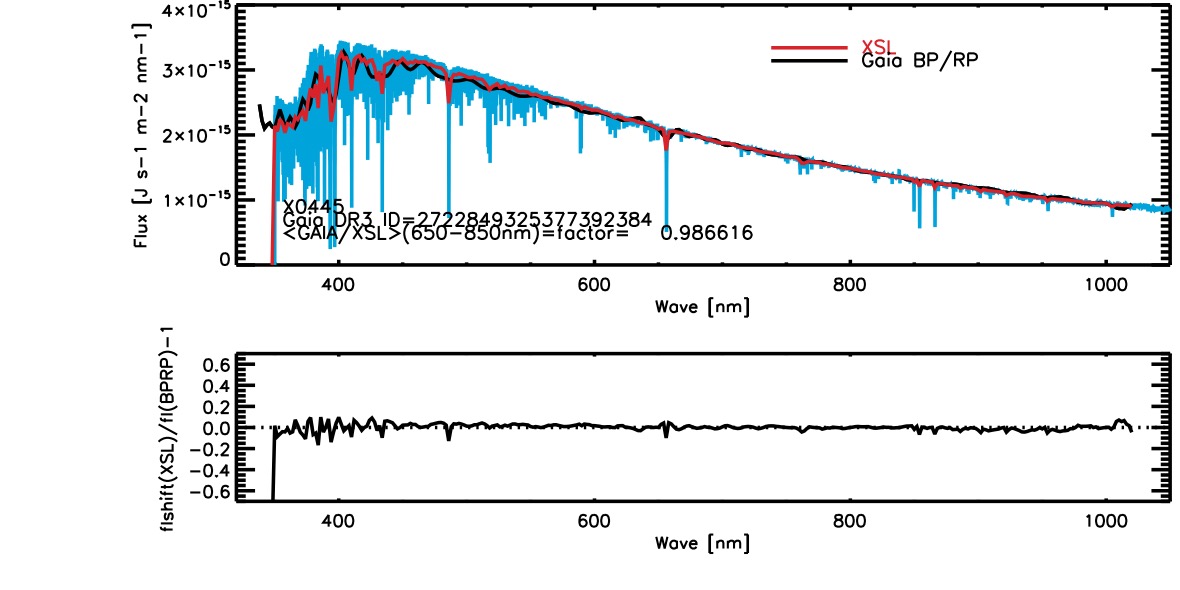 4×10−15
3×10−15
2×10−15
1×10−15
0
Flux [J s−1 m−2 nm−1]
XSL
Gaia BP/RP
X0445
Gaia DR3 ID=2722849325377392384
<GAIA/XSL>(650−850nm)=factor= 0.986616
400 600 800 1000
Wave [nm]
0.6
0.4
0.2
0.0
−0.2
−0.4
−0.6
flshift(XSL)/fl(BPRP)−1
400 600 800 1000
Wave [nm]